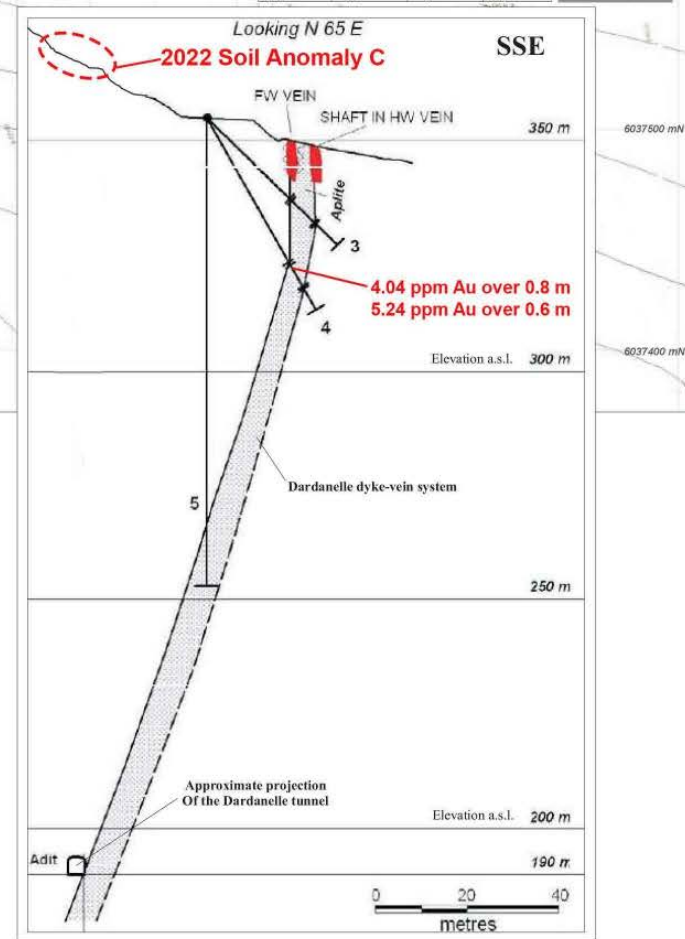 Looking N 65 E
SSE
2022 Soil Anomaly C
FW VEIN
SHAFT IN HW VEIN
350 m
6037500 mN
Aplite
3
4.04 ppm Au over 0.8 m
5.24 ppm Au over 0.6 m
4
6037400 mN
Elevation a.s.l. 300 m
Dardanelle dyke-vein system
5
250 m
Approximate projection
Of the Dardanelle tunnel
Elevation a.s.l. 200 m
Adit
190 m
0 20 40
metres